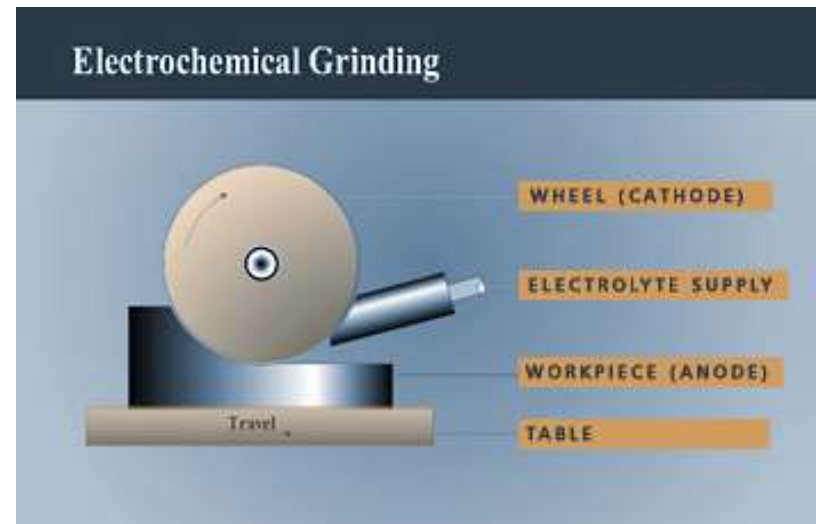 Electrochemical Grinding
WHEEL (CATHODE)
ELECTROLYTE SUPPLY
WORKPIECE (ANODE)
Travel
TABLE